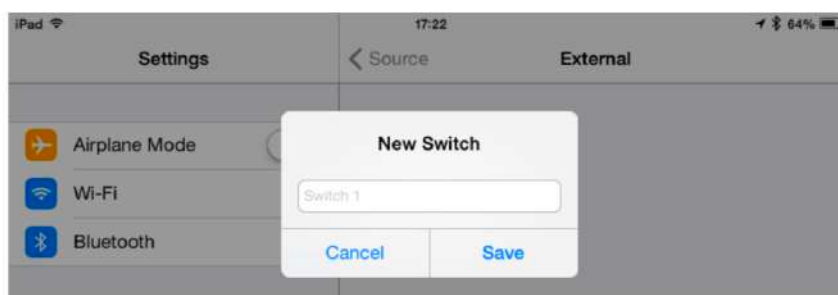 iPad 17:22 64%
Settings Source External
Airplane Mode
New Switch
Wi-Fi
Switch 1
Bluetooth
Cancel Save